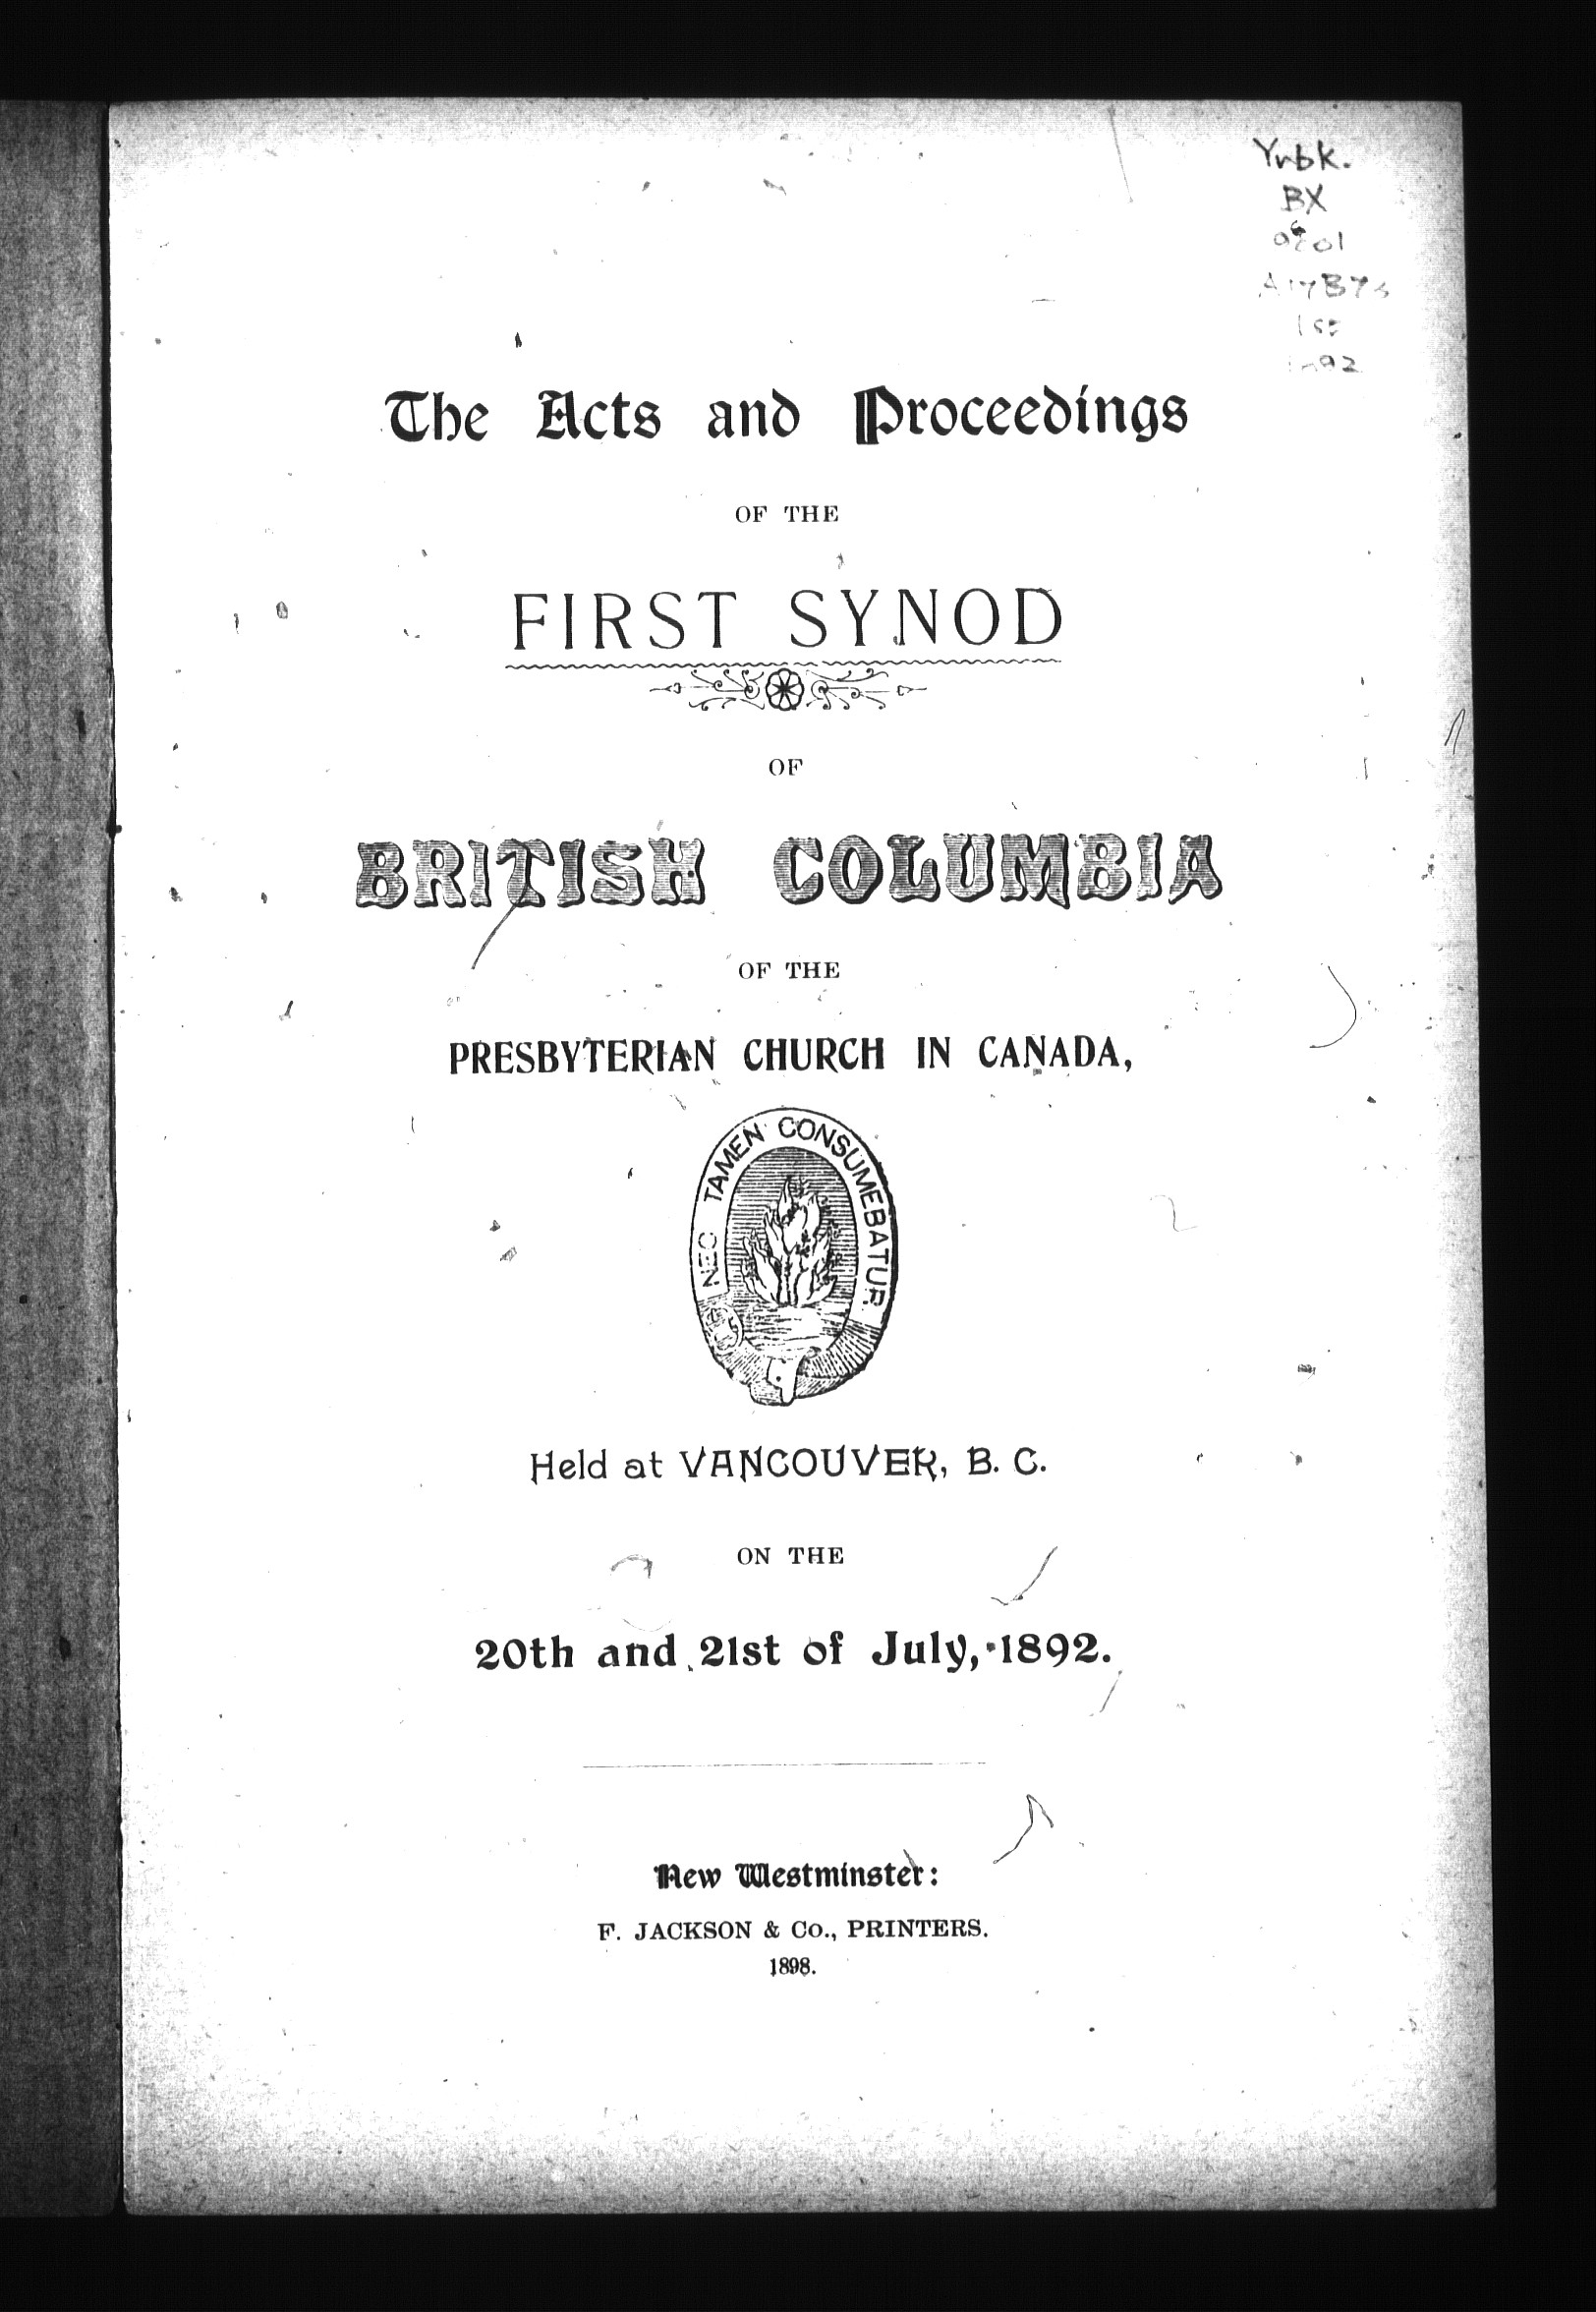 Yrbk.
BX
1st
The Acts and Proceedings
OF THE
FIRST SYNOD
OF
BRITISH COLUMBIA
OF THE
PRESBYTERIAN CHURCH IN CANADA,
NEC TAMEN CONSUMEBATUR
Held at VANCOUVER, B. C.
ON THE
20th and 21st of July, 1892.
New Westminster:
F. JACKSON & Co., PRINTERS.
1898.